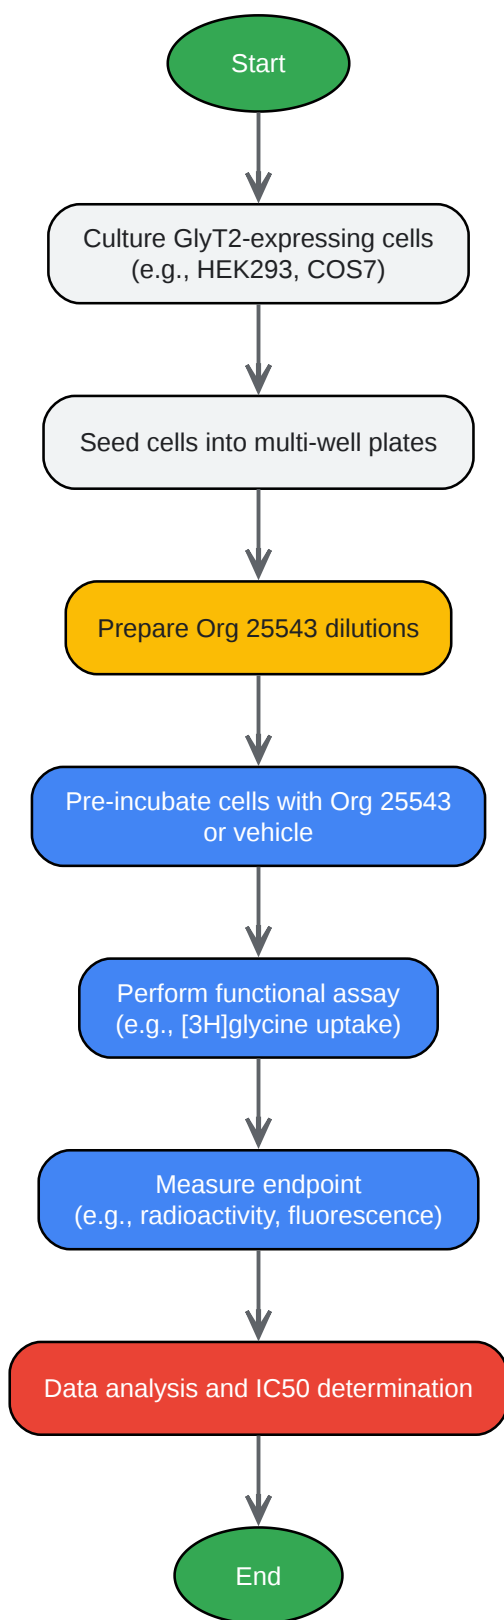 Start
Culture GlyT2-expressing cells
(e.g., HEK293, COS7)
Seed cells into multi-well plates
Prepare Org 25543 dilutions
Pre-incubate cells with Org 25543
or vehicle
Perform functional assay
(e.g., [3H]glycine uptake)
Measure endpoint
(e.g., radioactivity, fluorescence)
Data analysis and IC50 determination
End